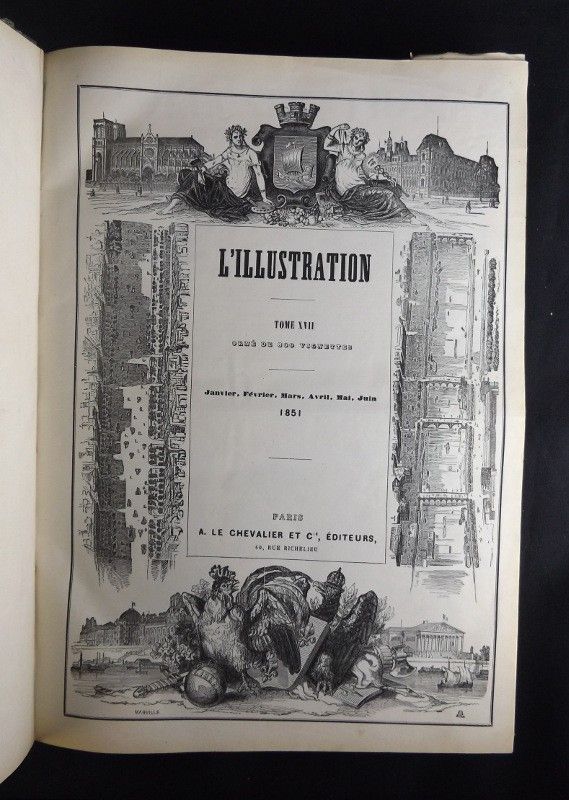 L'ILLUSTRATION
TOME XVII
ORNÉ DE 800 VIGNETTES
Janvier, Février, Mars, Avril, Mai, Juin
1851
PARIS
A. LE CHEVALIER ET Cie, ÉDITEURS,
60, RUE RICHELIEU